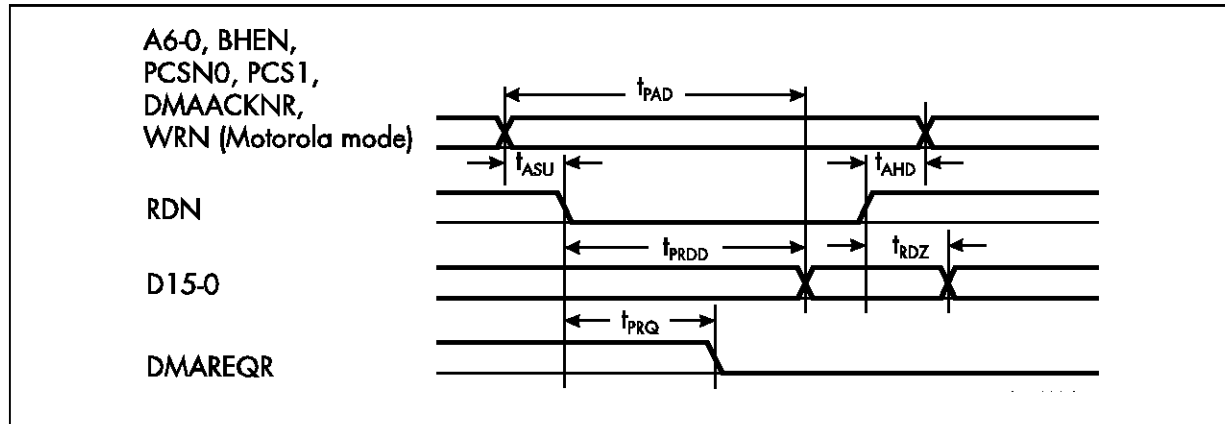 A6-0, BHEN,
PCSN0, PCS1,
DMAACKNR,
WRN (Motorola mode)
tPAD
tASU
tAHD
RDN
tPRDD
tRDZ
D15-0
tPRQ
DMAREQR